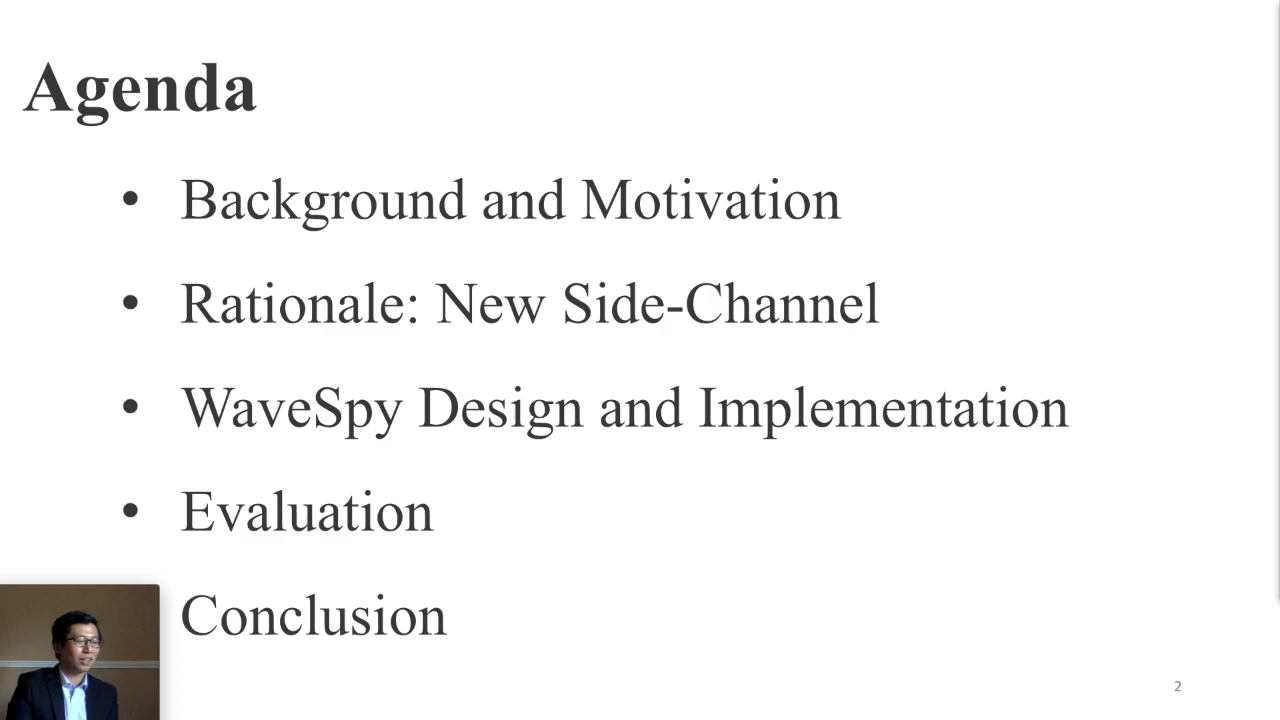 Agenda
• Background and Motivation
• Rationale: New Side-Channel
• WaveSpy Design and Implementation
• Evaluation
Conclusion
2